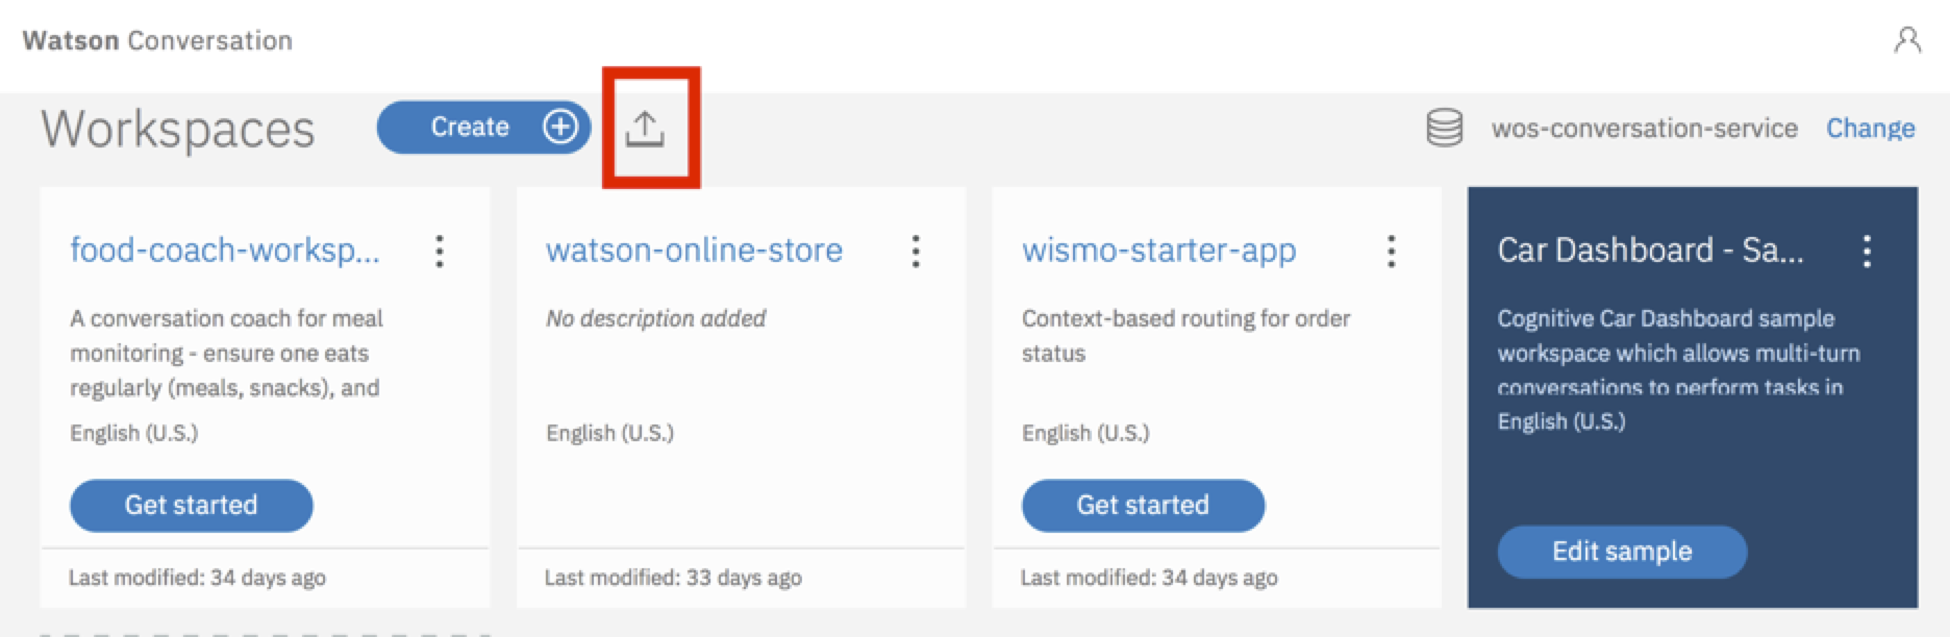 Watson Conversation
Workspaces
Create
wos-conversation-service
Change
food-coach-worksp...
A conversation coach for meal
monitoring - ensure one eats
regularly (meals, snacks), and
English (U.S.)
Get started
Last modified: 34 days ago
watson-online-store
No description added
English (U.S.)
Last modified: 33 days ago
wismo-starter-app
Context-based routing for order
status
English (U.S.)
Get started
Last modified: 34 days ago
Car Dashboard - Sa...
Cognitive Car Dashboard sample
workspace which allows multi-turn
conversations to perform tasks in
English (U.S.)
Edit sample